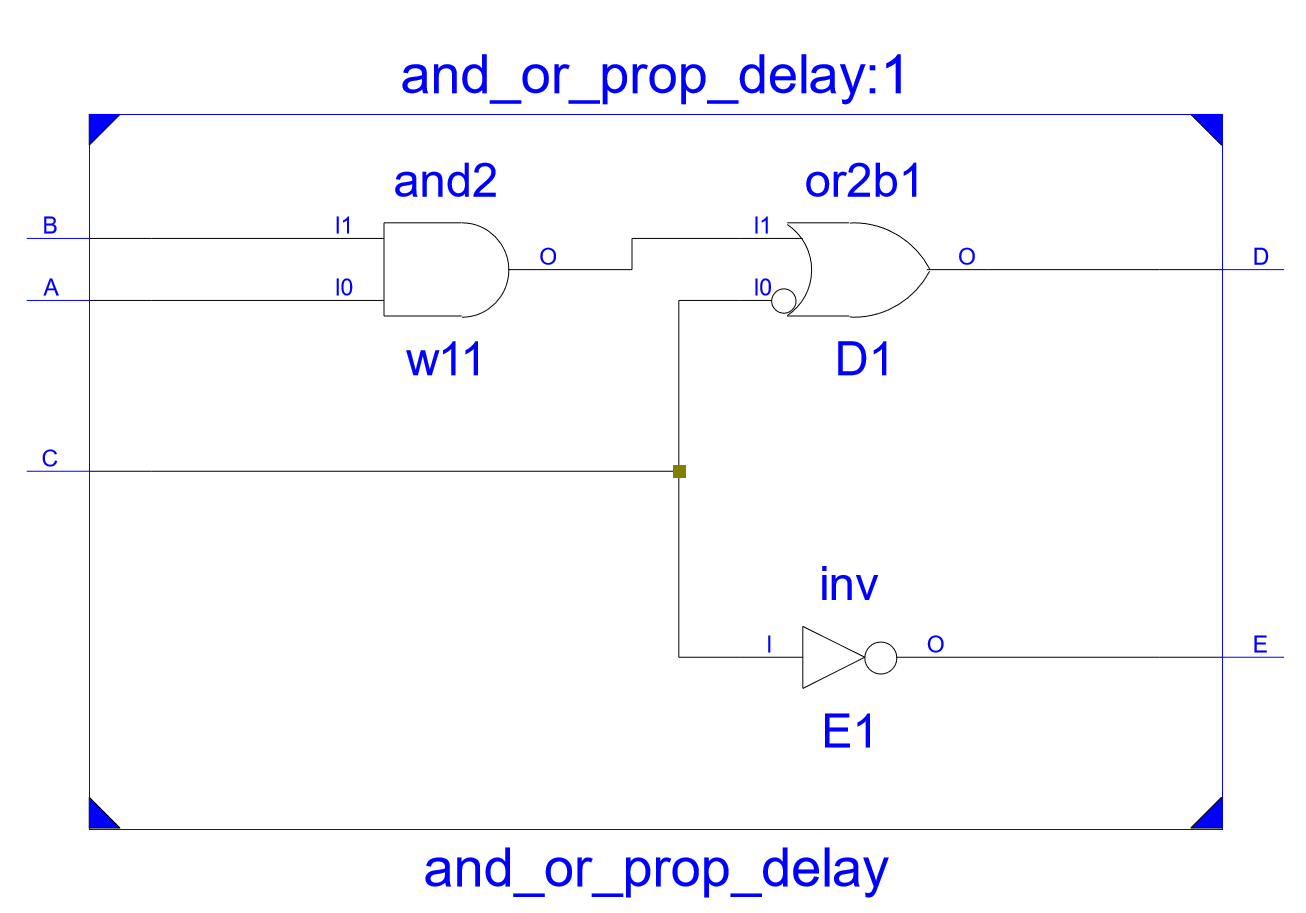 and_or_prop_delay:1
and2
or2b1
B
I1
I1
O
O
D
A
I0
I0
w11
D1
C
inv
I
O
E
E1
and_or_prop_delay